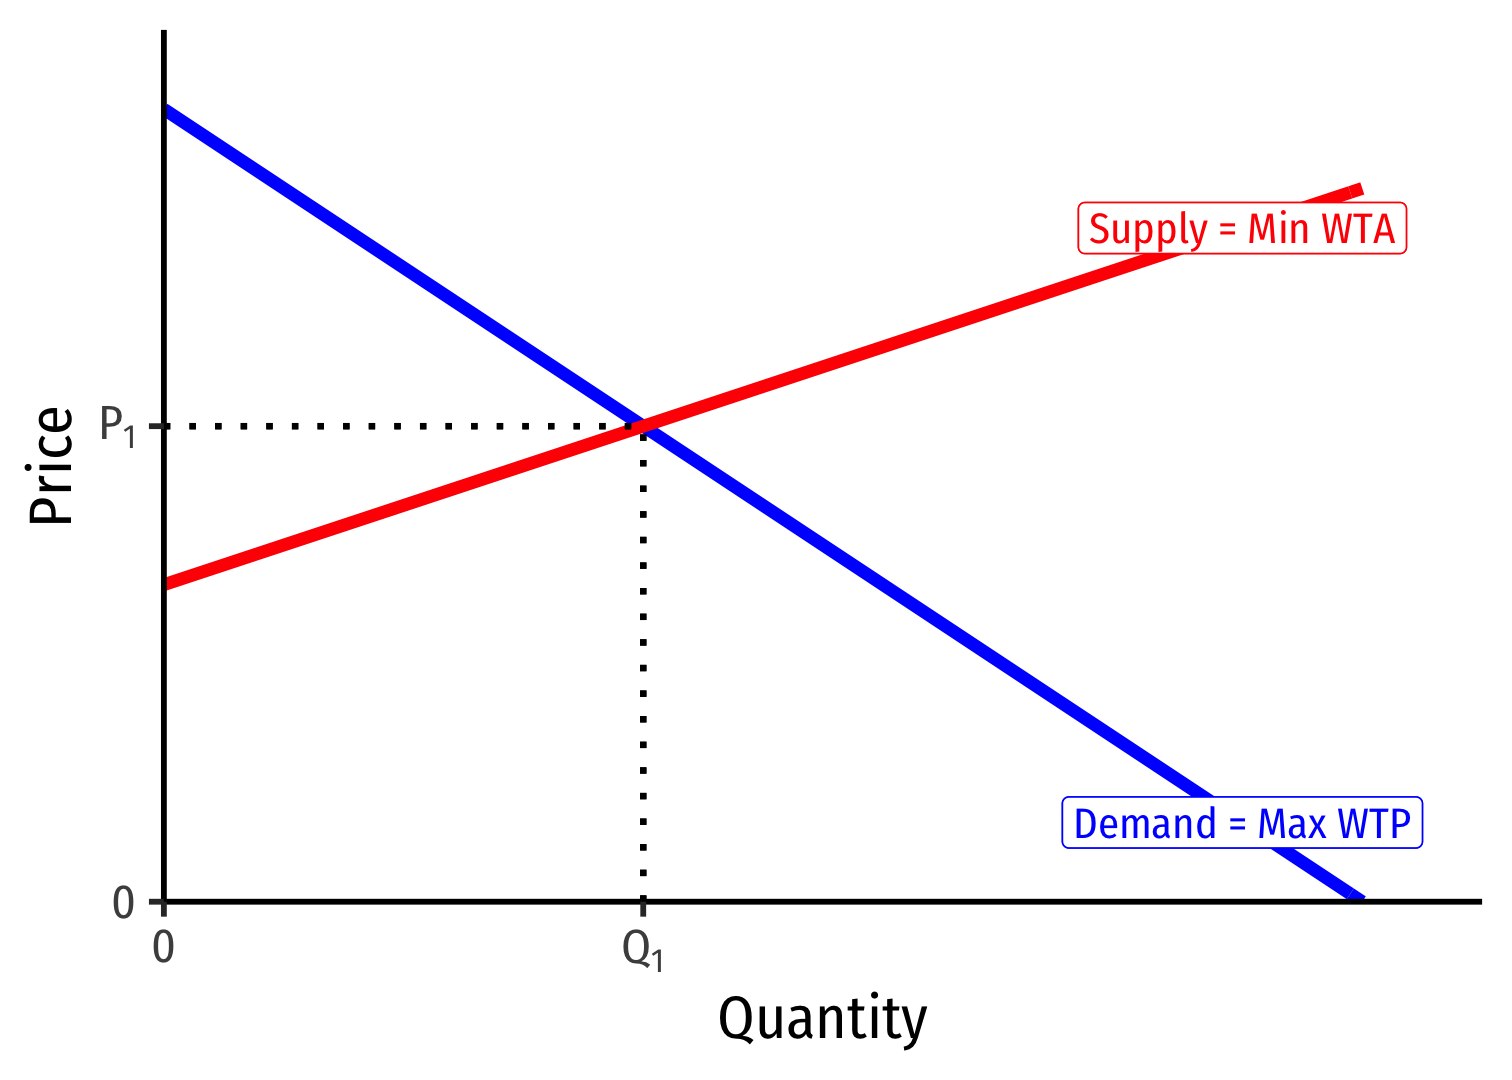 Supply = Min WTA
Price
P₁
Demand = Max WTP
0
0
Q₁
Quantity